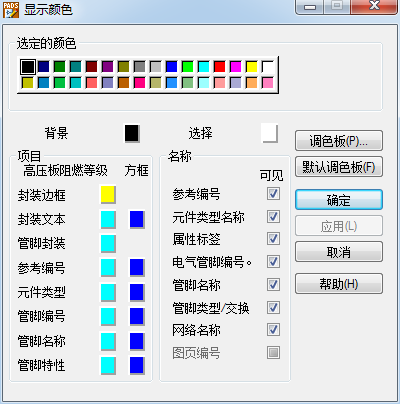 PADS 显示颜色
选定的颜色
背景 选择
调色板(P)...
默认调色板(F)
确定
应用(L)
取消
帮助(H)
项目
高压板阻燃等级 方框
封装边框
封装文本
管脚封装
参考编号
元件类型
管脚编号
管脚名称
管脚特性
名称
可见
参考编号
元件类型名称
属性标签
电气管脚编号。
管脚名称
管脚类型/交换
网络名称
图页编号